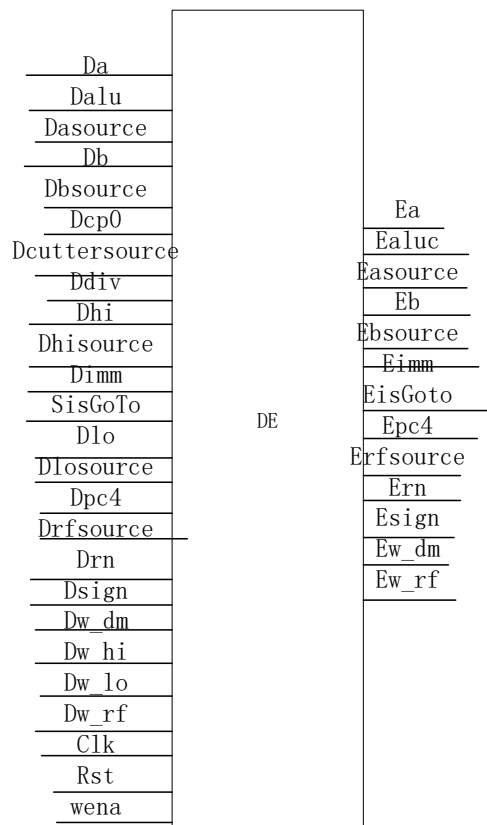 Da
Dalu
Dasource
Db
Dbsource
Dcp0
Dcuttersource
Ddiv
Dhi
Dhisource
Dimm
SisGoTo
Dlo
Dlosource
Dpc4
Drfsource
Drn
Dsign
Dw_dm
Dw_hi
Dw_lo
Dw_rf
Clk
Rst
wena
DE
Ea
Ealuc
Easource
Eb
Ebsource
Eimm
EisGoto
Epc4
Erfsource
Ern
Esign
Ew_dm
Ew_rf